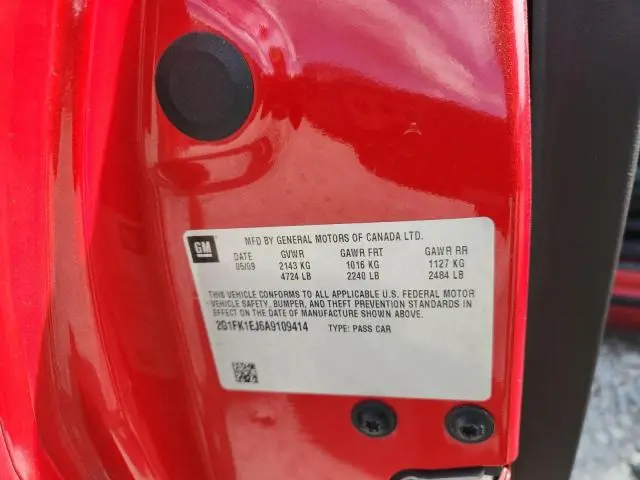 GM
MFD BY GENERAL MOTORS OF CANADA LTD.
DATE GVWR GAWR FRT GAWR RR
05/09 2143 KG 1016 KG 1127 KG
4724 LB 2240 LB 2484 LB
THIS VEHICLE CONFORMS TO ALL APPLICABLE U.S. FEDERAL MOTOR
VEHICLE SAFETY, BUMPER, AND THEFT PREVENTION STANDARDS IN
EFFECT ON THE DATE OF MANUFACTURE SHOWN ABOVE.
2G1FK1EJ6A9109414 TYPE: PASS CAR